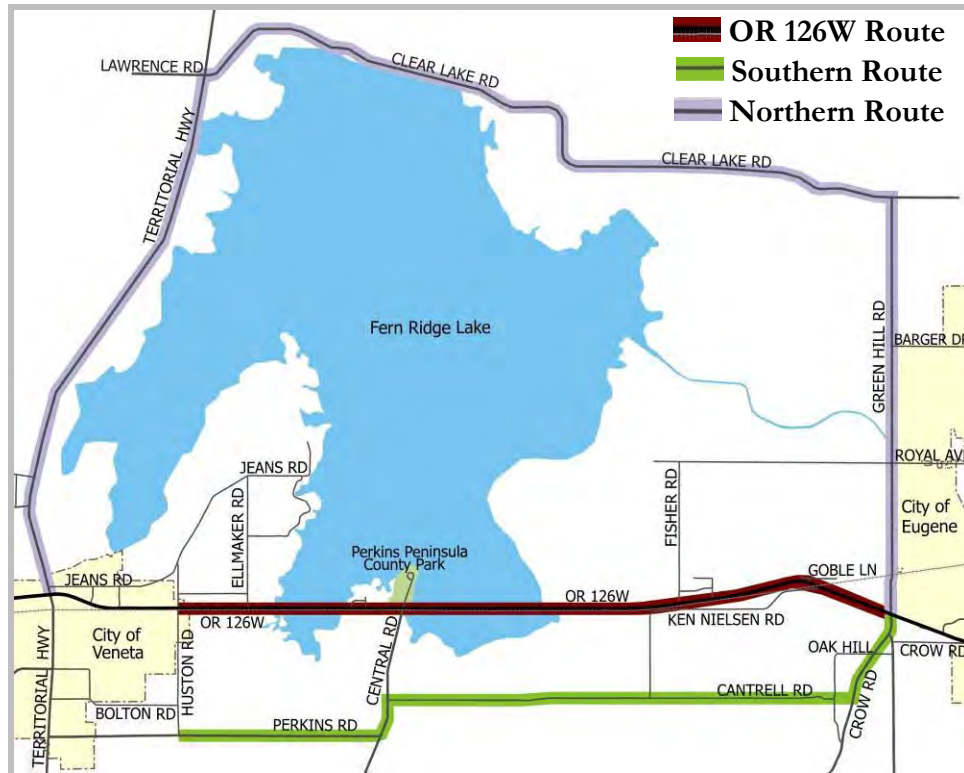 OR 126W Route
Southern Route
Northern Route
LAWRENCE RD
CLEAR LAKE RD
CLEAR LAKE RD
TERRITORIAL HWY
Fern Ridge Lake
GREEN HILL RD
BARGER DR
JEANS RD
ELLMAKER RD
FISHER RD
ROYAL AVE
City of
Eugene
Perkins Peninsula
County Park
JEANS RD
GOBLE LN
OR 126W
OR 126W
KEN NIELSEN RD
City of
Veneta
HUSTON RD
CENTRAL RD
OAK HILL
CROW RD
TERRITORIAL HWY
BOLTON RD
PERKINS RD
CANTRELL RD
CROW RD